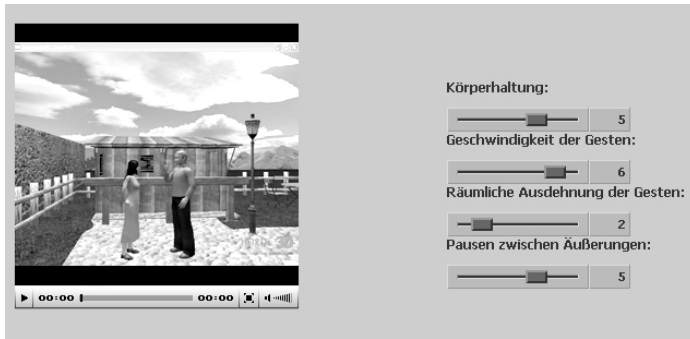 Körperhaltung:
5
Geschwindigkeit der Gesten:
6
Räumliche Ausdehnung der Gesten:
2
Pausen zwischen Äußerungen:
5
00:00 00:00